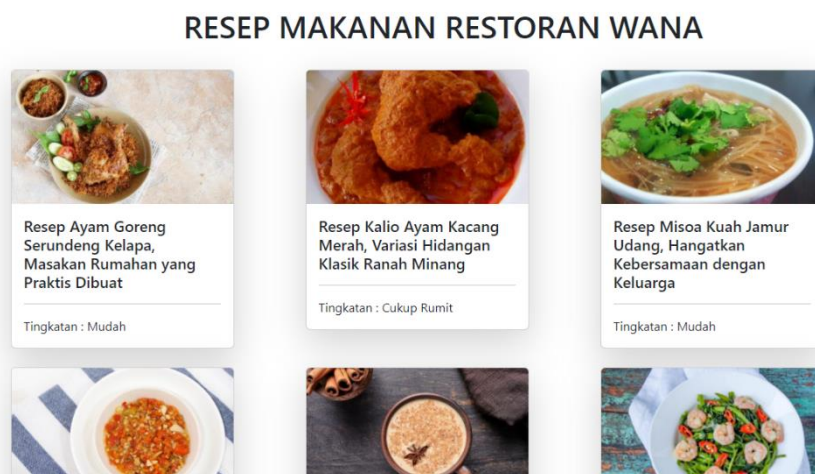 RESEP MAKANAN RESTORAN WANA
Resep Ayam Goreng
Serundeng Kelapa,
Masakan Rumahan yang
Praktis Dibuat
Tingkatan : Mudah
Resep Kalio Ayam Kacang
Merah, Variasi Hidangan
Klasik Ranah Minang
Tingkatan : Cukup Rumit
Resep Misoa Kuah Jamur
Udang, Hangatkan
Kebersamaan dengan
Keluarga
Tingkatan : Mudah